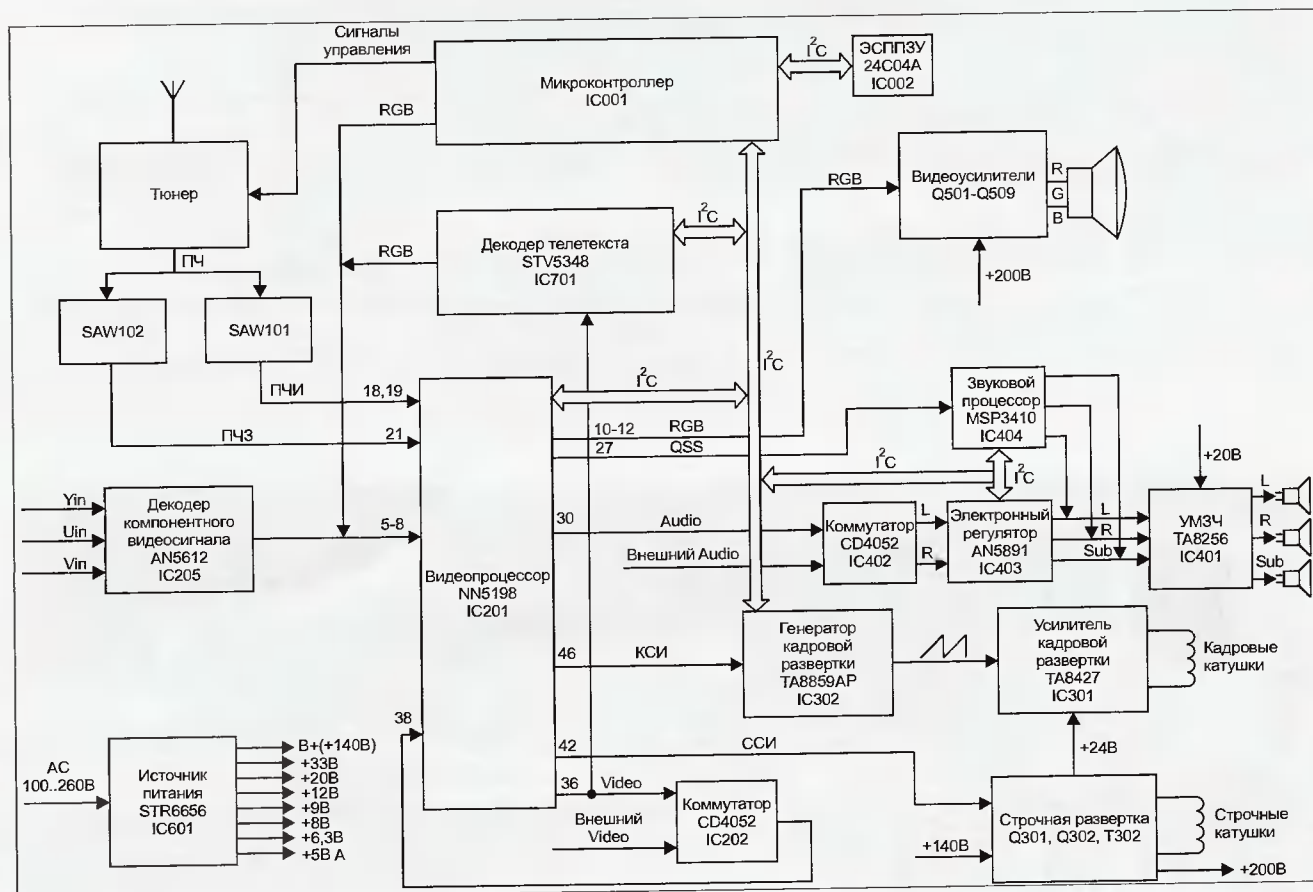 Сигналы
управления
Микроконтроллер
IC001
I²C
ЭСППЗУ
24C04A
IC002
RGB
Тюнер
ПЧ
SAW102
SAW101
RGB
Декодер телетекста
STV5348
IC701
I²C
RGB
Видеоусилители
Q501-Q509
R
G
B
+200В
I²C
ПЧИ
18,19
ПЧЗ
21
I²C
10-12
RGB
27
QSS
Звуковой
процессор
MSP3410
IC404
I²C
I²C
+20В
Yin
Uin
Vin
Декодер
компонентного
видеосигнала
AN5612
IC205
5-8
Видеопроцессор
NN5198
IC201
30
Audio
Внешний Audio
Коммутатор
CD4052
IC402
L
R
Электронный
регулятор
AN5891
IC403
L
R
Sub
УМЗЧ
TA8256
IC401
L
R
Sub
46
КСИ
Генератор
кадровой
развертки
TA8859AP
IC302
Усилитель
кадровой
развертки
TA8427
IC301
Кадровые
катушки
+24В
38
42
ССИ
36
Video
Внешний
Video
Коммутатор
CD4052
IC202
Строчная развертка
Q301, Q302, T302
+140В
Строчные
катушки
+200В
АС
100..260В
Источник
питания
STR6656
IC601
В+(+140В)
+33В
+20В
+12В
+9В
+8В
+6,3В
+5В А